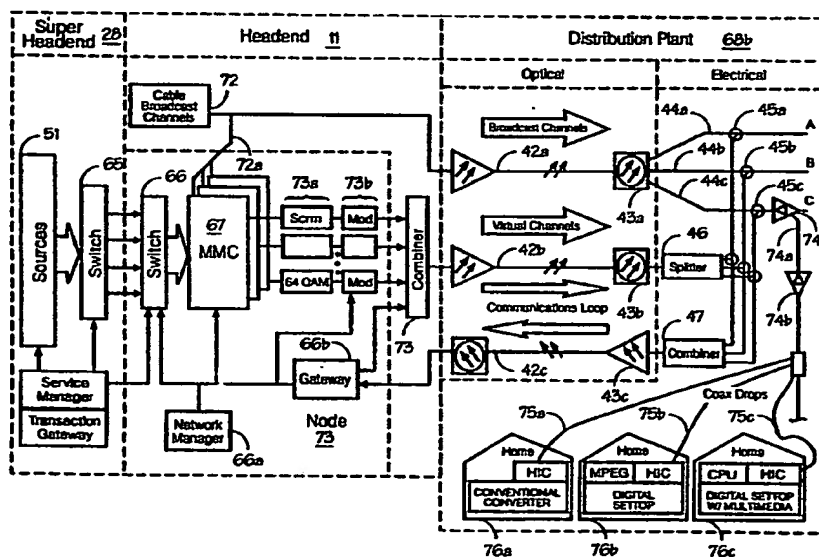 Super Headend 28
Headend 11
Distribution Plant 68b
Optical
Electrical
Cable Broadcast Channels
72
72a
51
65
66
67
73a
73b
Sources
Switch
Switch
MMC
Scrm
Mod
64 QAM
Mod
Combiner
73
Service Manager
Transaction Gateway
Network Manager
66a
66b
Gateway
Node 73
Broadcast Channels
42a
43a
44a
44b
44c
45a
45b
45c
A
B
C
74
74a
74b
Virtual Channels
42b
43b
46
Splitter
Communications Loop
47
Combiner
42c
43c
Coax Drops
75a
75b
75c
Home
HIC
CONVENTIONAL CONVERTER
76a
Home
MPEG
HIC
DIGITAL SETTOP
76b
Home
CPU
HIC
DIGITAL SETTOP W/ MULTIMEDIA
76c